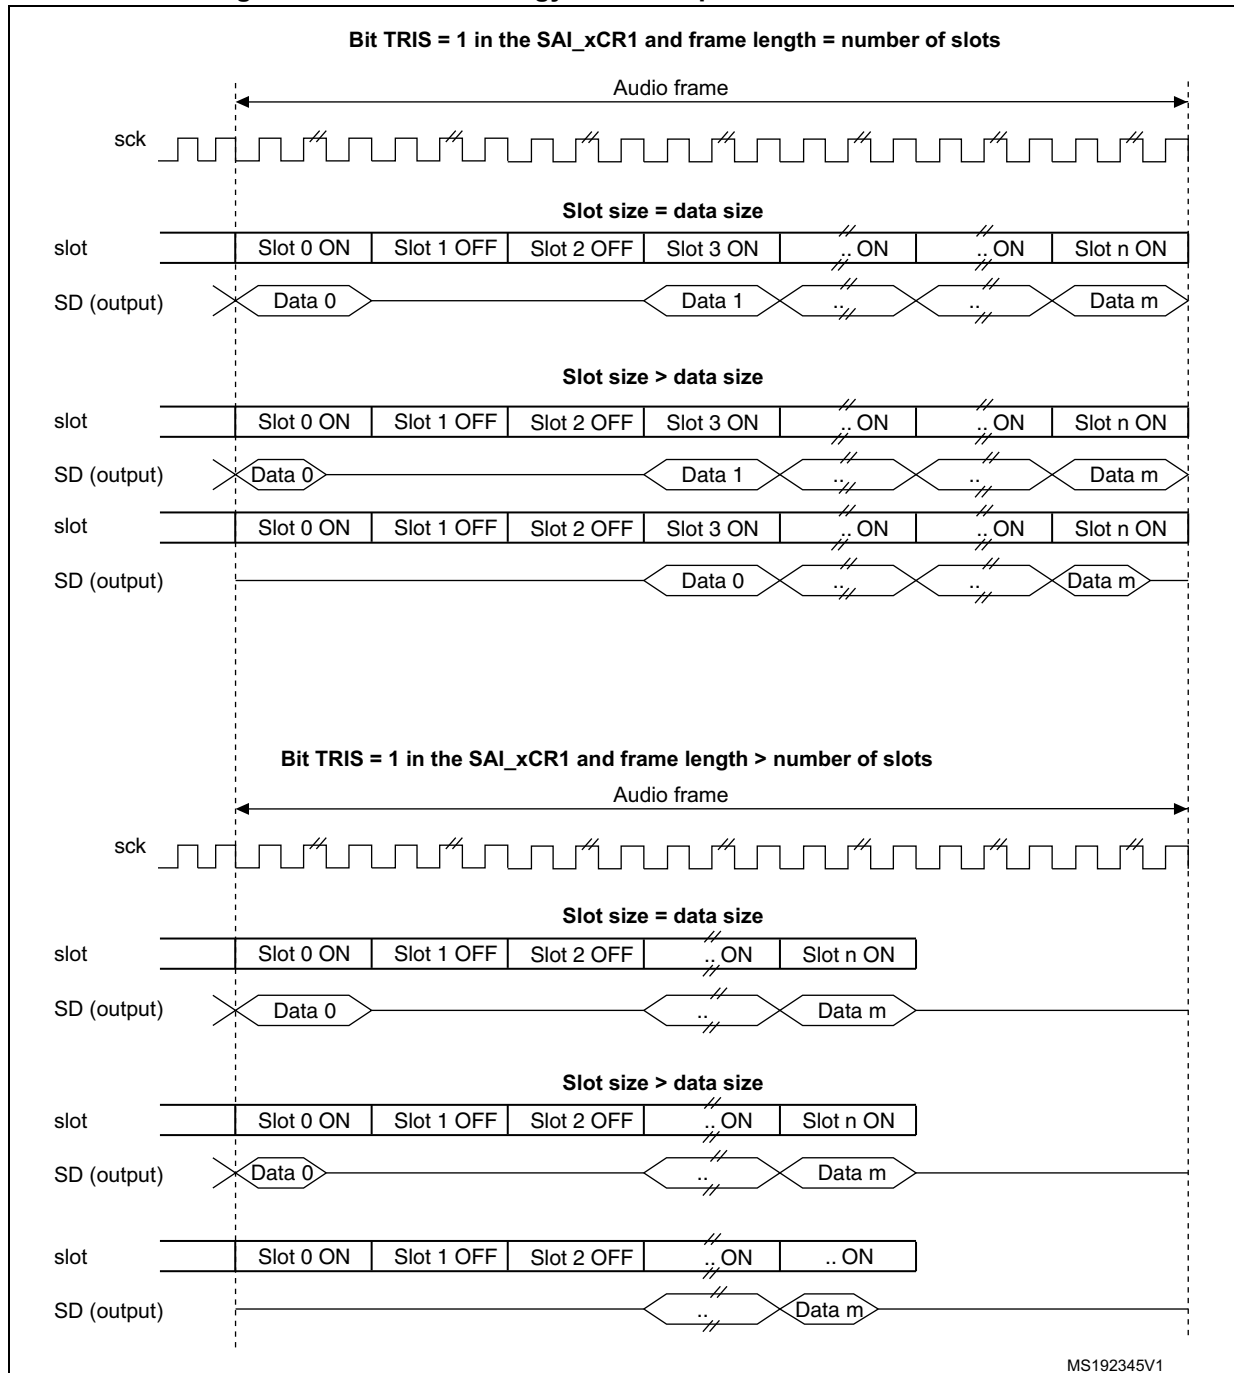 Bit TRIS = 1 in the SAI_xCR1 and frame length = number of slots
Audio frame
sck
Slot size = data size
slot Slot 0 ON Slot 1 OFF Slot 2 OFF Slot 3 ON .. ON .. ON Slot n ON
SD (output) Data 0 Data 1 .. .. Data m
Slot size > data size
slot Slot 0 ON Slot 1 OFF Slot 2 OFF Slot 3 ON .. ON .. ON Slot n ON
SD (output) Data 0 Data 1 .. .. Data m
slot Slot 0 ON Slot 1 OFF Slot 2 OFF Slot 3 ON .. ON .. ON Slot n ON
SD (output) Data 0 .. .. Data m
Bit TRIS = 1 in the SAI_xCR1 and frame length > number of slots
Audio frame
sck
Slot size = data size
slot Slot 0 ON Slot 1 OFF Slot 2 OFF .. ON Slot n ON
SD (output) Data 0 .. Data m
Slot size > data size
slot Slot 0 ON Slot 1 OFF Slot 2 OFF .. ON Slot n ON
SD (output) Data 0 .. Data m
slot Slot 0 ON Slot 1 OFF Slot 2 OFF .. ON .. ON
SD (output) .. Data m
MS192345V1